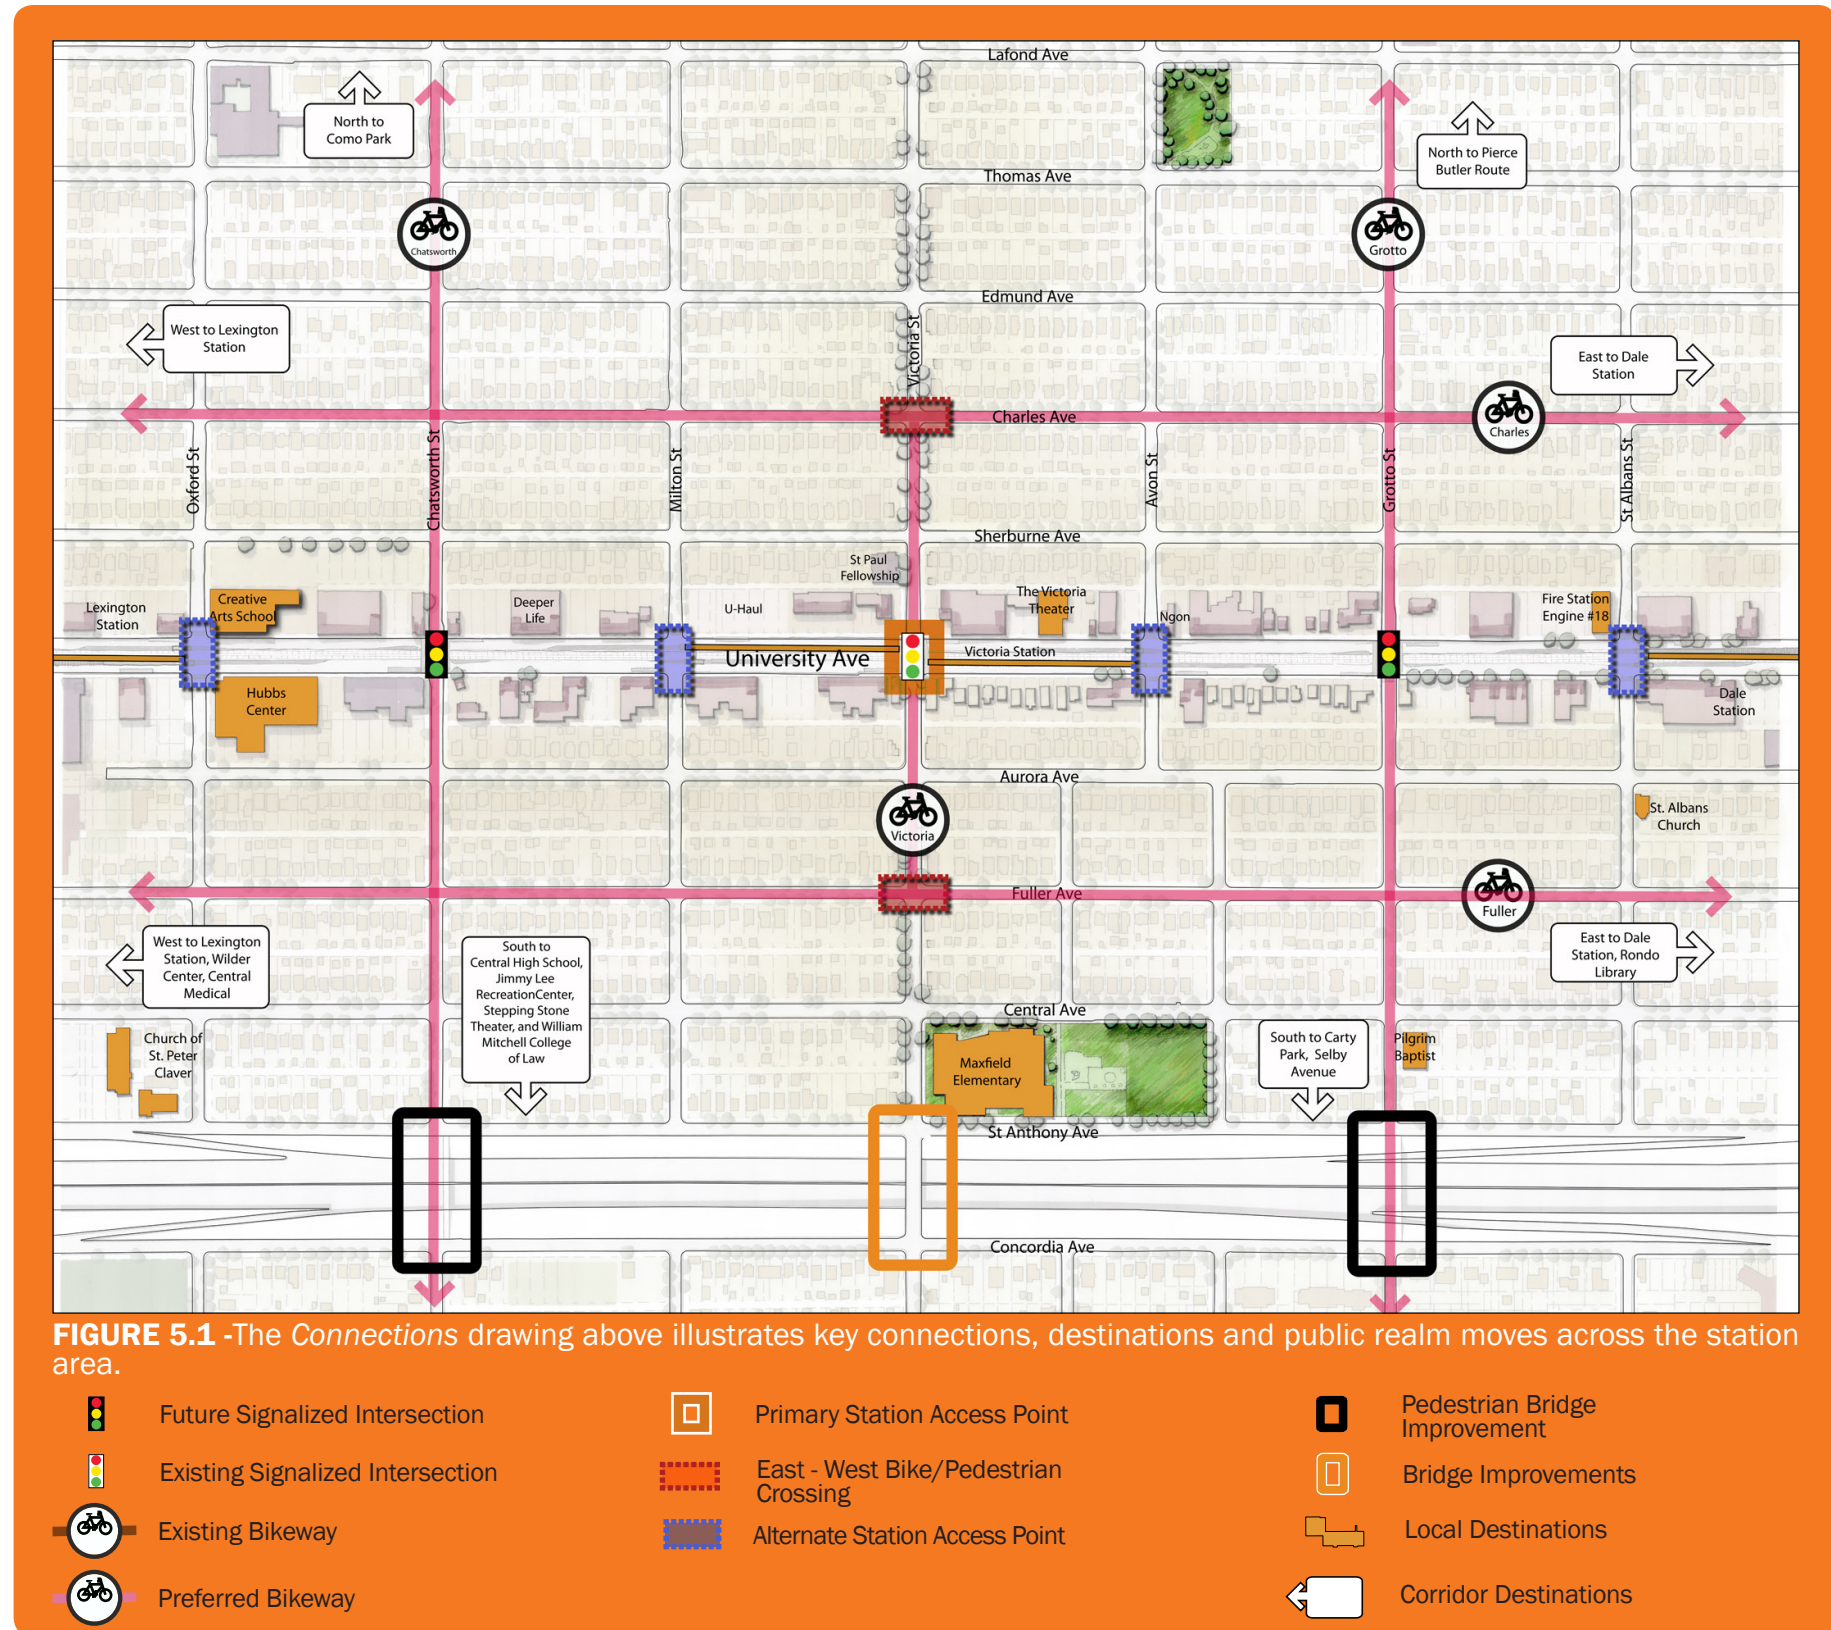 Lafond Ave
North to
Como Park
North to Pierce
Butler Route
Thomas Ave
Chatsworth
Grotto
Edmund Ave
West to Lexington
Station
Victoria St
East to Dale
Station
Charles Ave
Charles
Oxford St
Chatsworth St
Milton St
Avon St
Grotto St
St Albans St
Sherburne Ave
St Paul
Fellowship
Lexington
Station
Creative
Arts School
Deeper
Life
U-Haul
The Victoria
Theater
Ngon
Fire Station
Engine #18
University Ave
Victoria Station
Hubbs
Center
Dale
Station
Aurora Ave
Victoria
St. Albans
Church
Fuller Ave
Fuller
West to Lexington
Station, Wilder
Center, Central
Medical
South to
Central High School,
Jimmy Lee
RecreationCenter,
Stepping Stone
Theater, and William
Mitchell College
of Law
East to Dale
Station, Rondo
Library
Central Ave
Church of
St. Peter
Claver
Maxfield
Elementary
South to Carty
Park, Selby
Avenue
Pilgrim
Baptist
St Anthony Ave
Concordia Ave
FIGURE 5.1 -The Connections drawing above illustrates key connections, destinations and public realm moves across the station
area.
Future Signalized Intersection
Existing Signalized Intersection
Existing Bikeway
Preferred Bikeway
Primary Station Access Point
East - West Bike/Pedestrian
Crossing
Alternate Station Access Point
Pedestrian Bridge
Improvement
Bridge Improvements
Local Destinations
Corridor Destinations